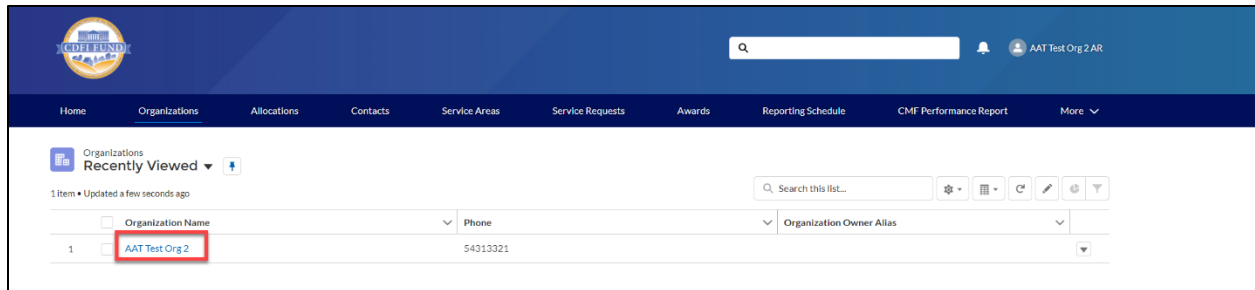 CDFI FUND
AAT Test Org 2 AR
Home Organizations Allocations Contacts Service Areas Service Requests Awards Reporting Schedule CMF Performance Report More
Organizations
Recently Viewed
1 item • Updated a few seconds ago
Search this list...
Organization Name Phone Organization Owner Alias
1 AAT Test Org 2 54313321